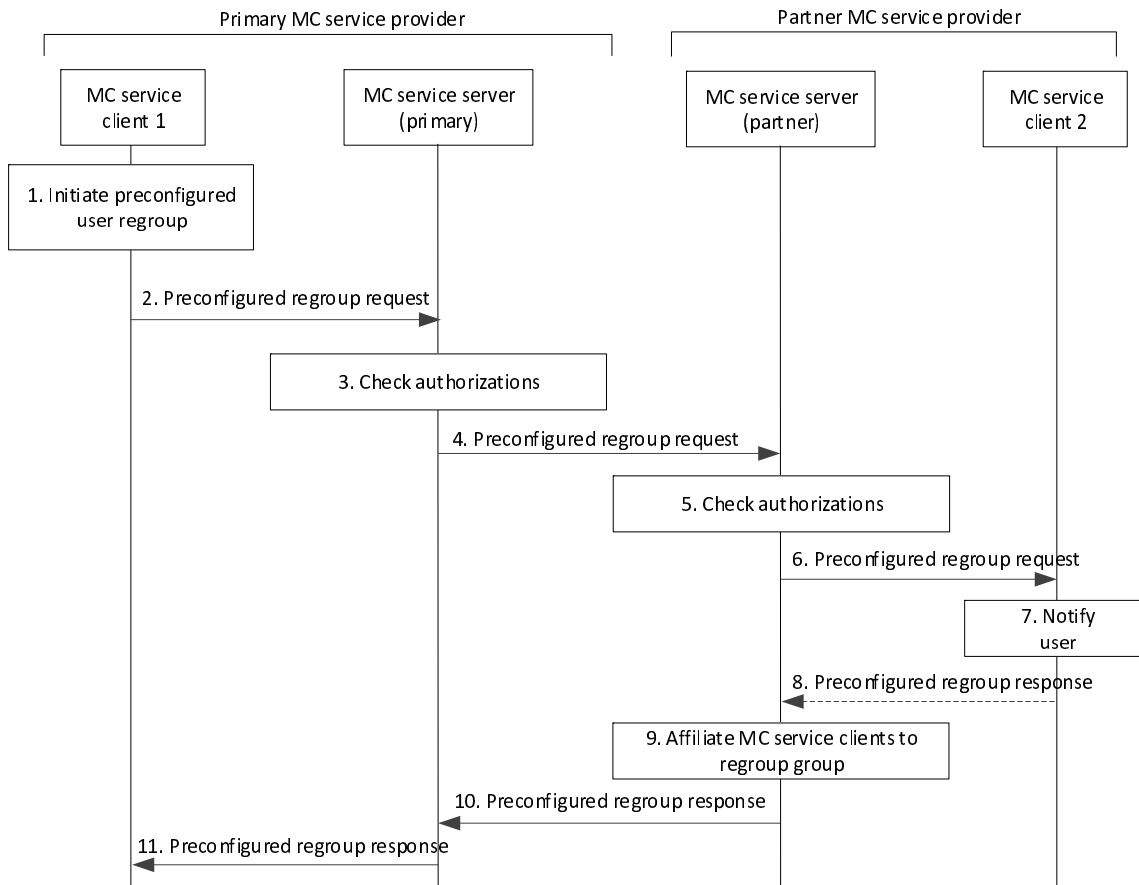 Primary MC service provider
Partner MC service provider
MC service
client 1
MC service server
(primary)
MC service server
(partner)
MC service
client 2
1. Initiate preconfigured
user regroup
2. Preconfigured regroup request
3. Check authorizations
4. Preconfigured regroup request
5. Check authorizations
6. Preconfigured regroup request
7. Notify
user
8. Preconfigured regroup response
9. Affiliate MC service clients to
regroup group
10. Preconfigured regroup response
11. Preconfigured regroup response